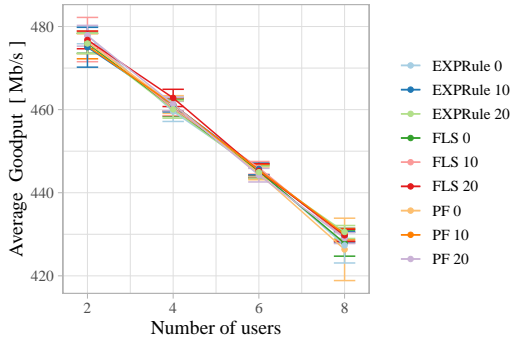 Average Goodput [ Mb/s ]
480
460
440
420
2 4 6 8
Number of users
EXPRule 0
EXPRule 10
EXPRule 20
FLS 0
FLS 10
FLS 20
PF 0
PF 10
PF 20